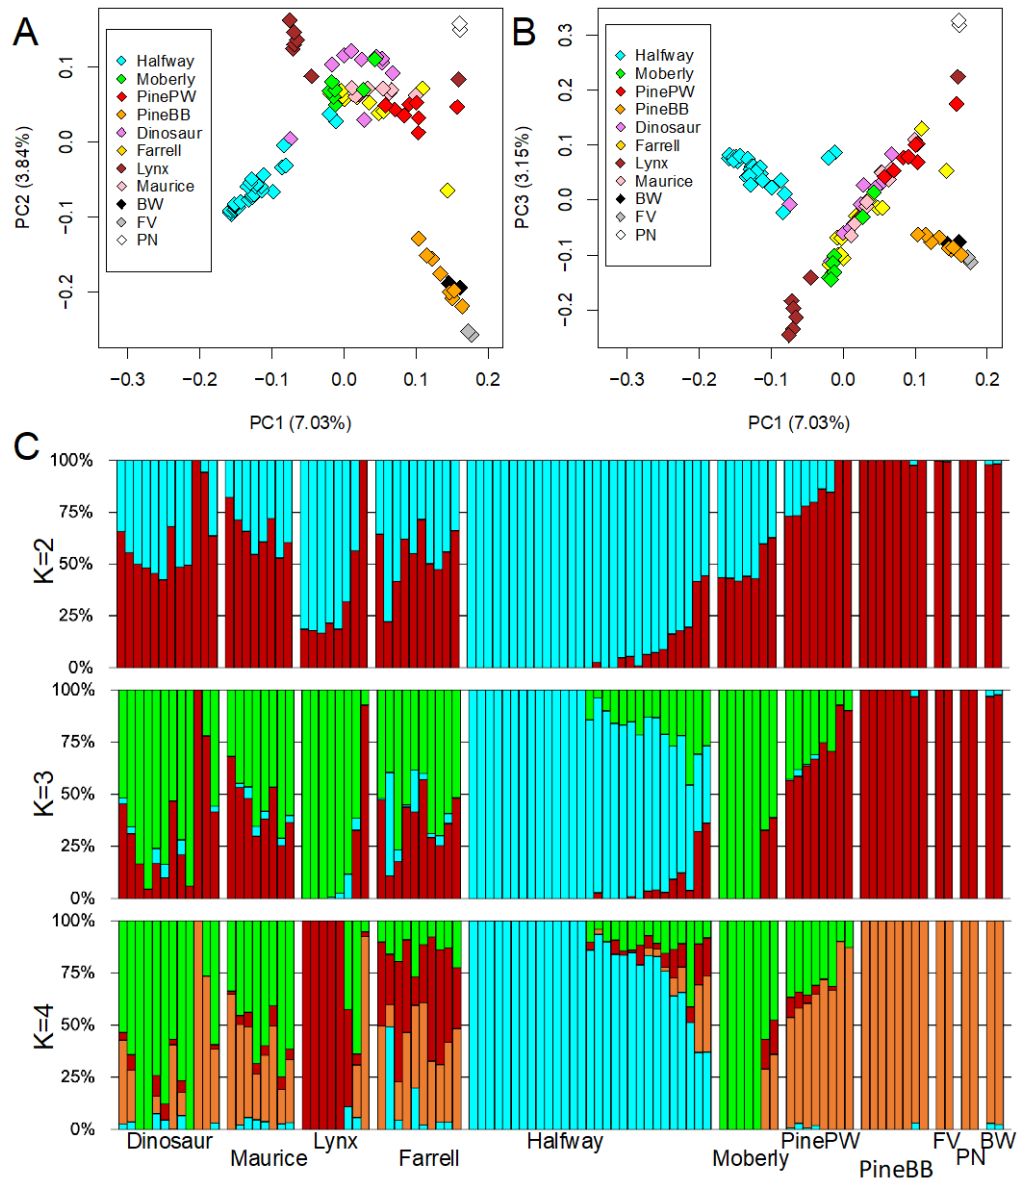 A
PC2 (3.84%)
0.1
0.0
−0.1
−0.2
Halfway
Moberly
PinePW
PineBB
Dinosaur
Farrell
Lynx
Maurice
BW
FV
PN
−0.3
−0.2
−0.1
0.0
0.1
0.2
PC1 (7.03%)
B
PC3 (3.15%)
0.3
0.2
0.1
0.0
−0.1
−0.2
Halfway
Moberly
PinePW
PineBB
Dinosaur
Farrell
Lynx
Maurice
BW
FV
PN
−0.3
−0.2
−0.1
0.0
0.1
0.2
PC1 (7.03%)
C
K=2
100%
75%
50%
25%
0%
K=3
100%
75%
50%
25%
0%
K=4
100%
75%
50%
25%
0%
Dinosaur
Maurice
Lynx
Farrell
Halfway
Moberly
PinePW
PineBB
FV
PN
BW